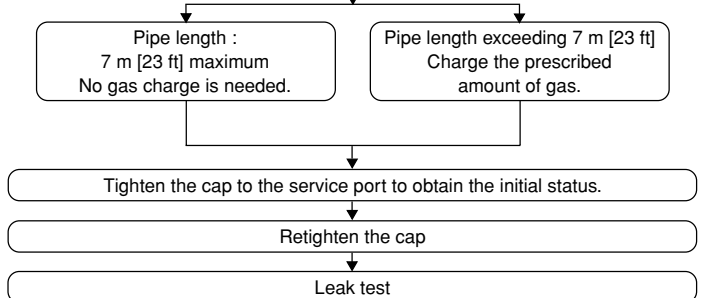 Pipe length :
7 m [23 ft] maximum
No gas charge is needed.
Pipe length exceeding 7 m [23 ft]
Charge the prescribed
amount of gas.
Tighten the cap to the service port to obtain the initial status.
Retighten the cap
Leak test